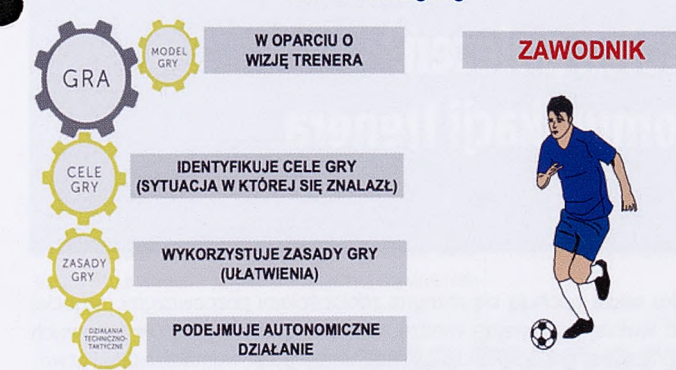 GRA
MODEL
GRY
W OPARCIU O
WIZJĘ TRENERA
ZAWODNIK
CELE
GRY
IDENTYFIKUJE CELE GRY
(SYTUACJA W KTÓREJ SIĘ ZNALAZŁ)
ZASADY
GRY
WYKORZYSTUJE ZASADY GRY
(UŁATWIENIA)
DZIAŁANIA
TECHNICZNO-
TAKTYCZNE
PODEJMUJE AUTONOMICZNE
DZIAŁANIE